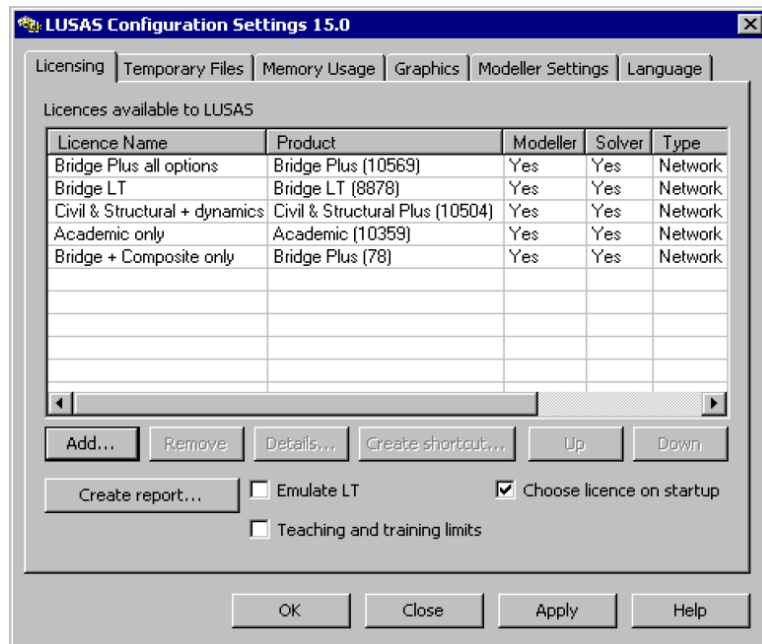 LUSAS Configuration Settings 15.0
Licensing Temporary Files Memory Usage Graphics Modeller Settings Language
Licences available to LUSAS
Licence Name Product Modeller Solver Type
Bridge Plus all options Bridge Plus (10569) Yes Yes Network
Bridge LT Bridge LT (8878) Yes Yes Network
Civil & Structural + dynamics Civil & Structural Plus (10504) Yes Yes Network
Academic only Academic (10359) Yes Yes Network
Bridge + Composite only Bridge Plus (78) Yes Yes Network
Add... Remove Details... Create shortcut... Up Down
Create report... Emulate LT Choose licence on startup
Teaching and training limits
OK Close Apply Help